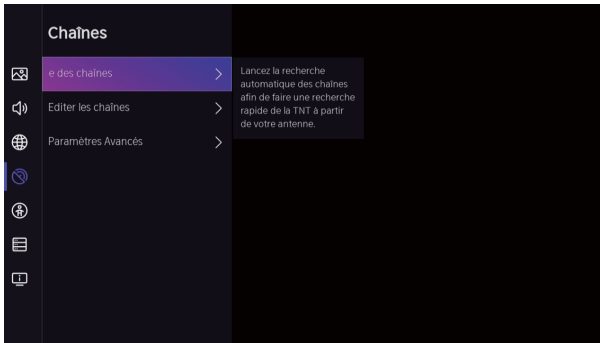 Chaînes
e des chaînes
Lancez la recherche
automatique des chaînes
afin de faire une recherche
rapide de la TNT à partir
de votre antenne.
Editer les chaînes
Paramètres Avancés